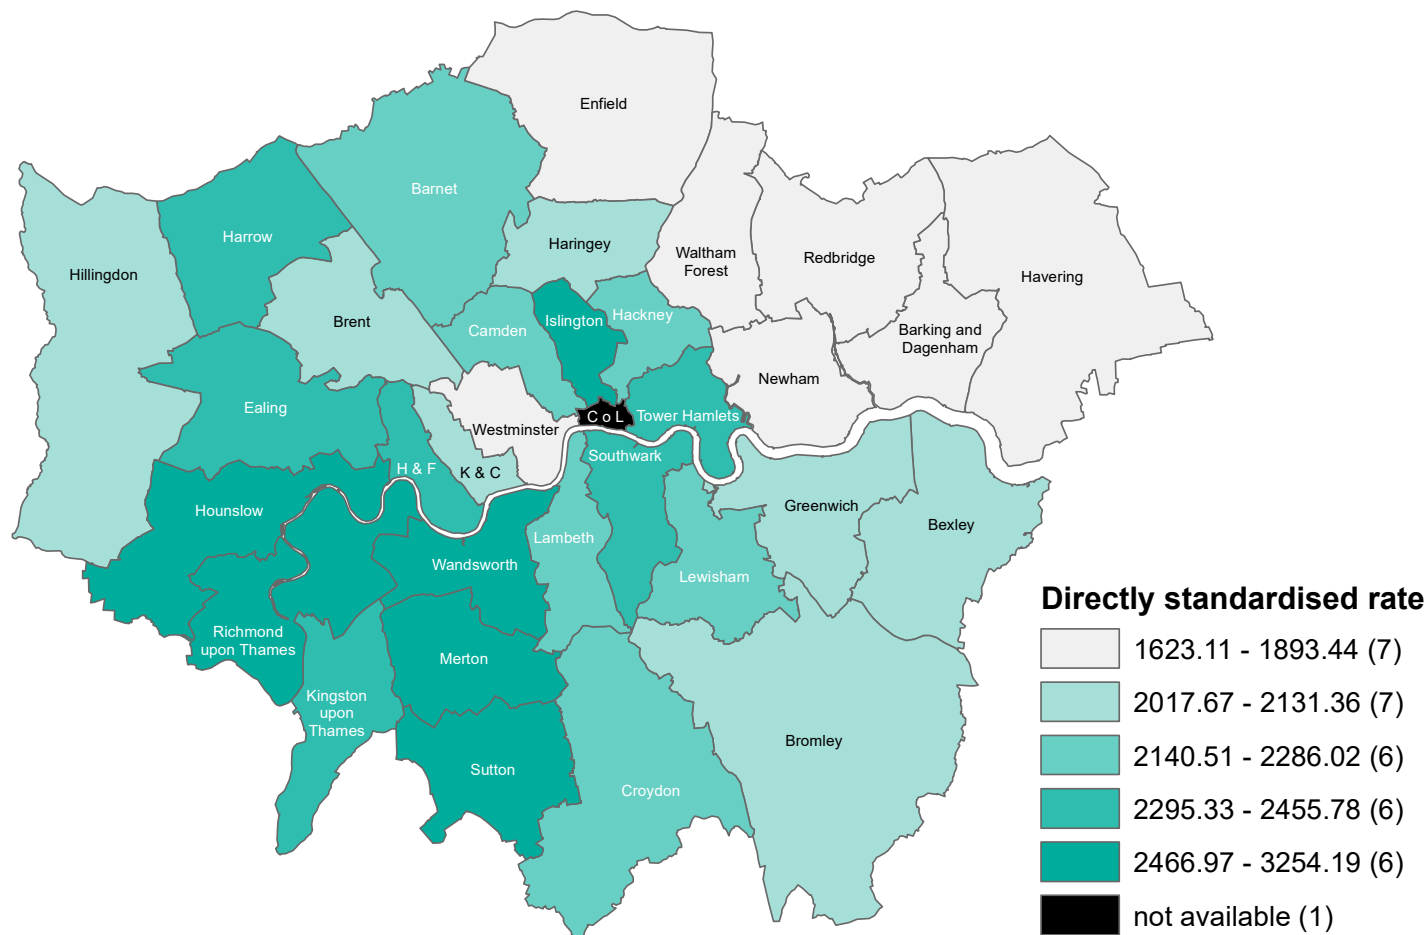 Enfield
Barnet
Harrow
Haringey
Waltham
Forest
Redbridge
Hillingdon
Havering
Brent
Camden
Islington
Hackney
Barking and
Dagenham
Newham
Ealing
Westminster
C o L
Tower Hamlets
H & F
K & C
Southwark
Hounslow
Greenwich
Bexley
Lambeth
Wandsworth
Lewisham
Richmond
upon Thames
Merton
Kingston
upon
Thames
Bromley
Sutton
Croydon
Directly standardised rate
1623.11 - 1893.44 (7)
2017.67 - 2131.36 (7)
2140.51 - 2286.02 (6)
2295.33 - 2455.78 (6)
2466.97 - 3254.19 (6)
not available (1)